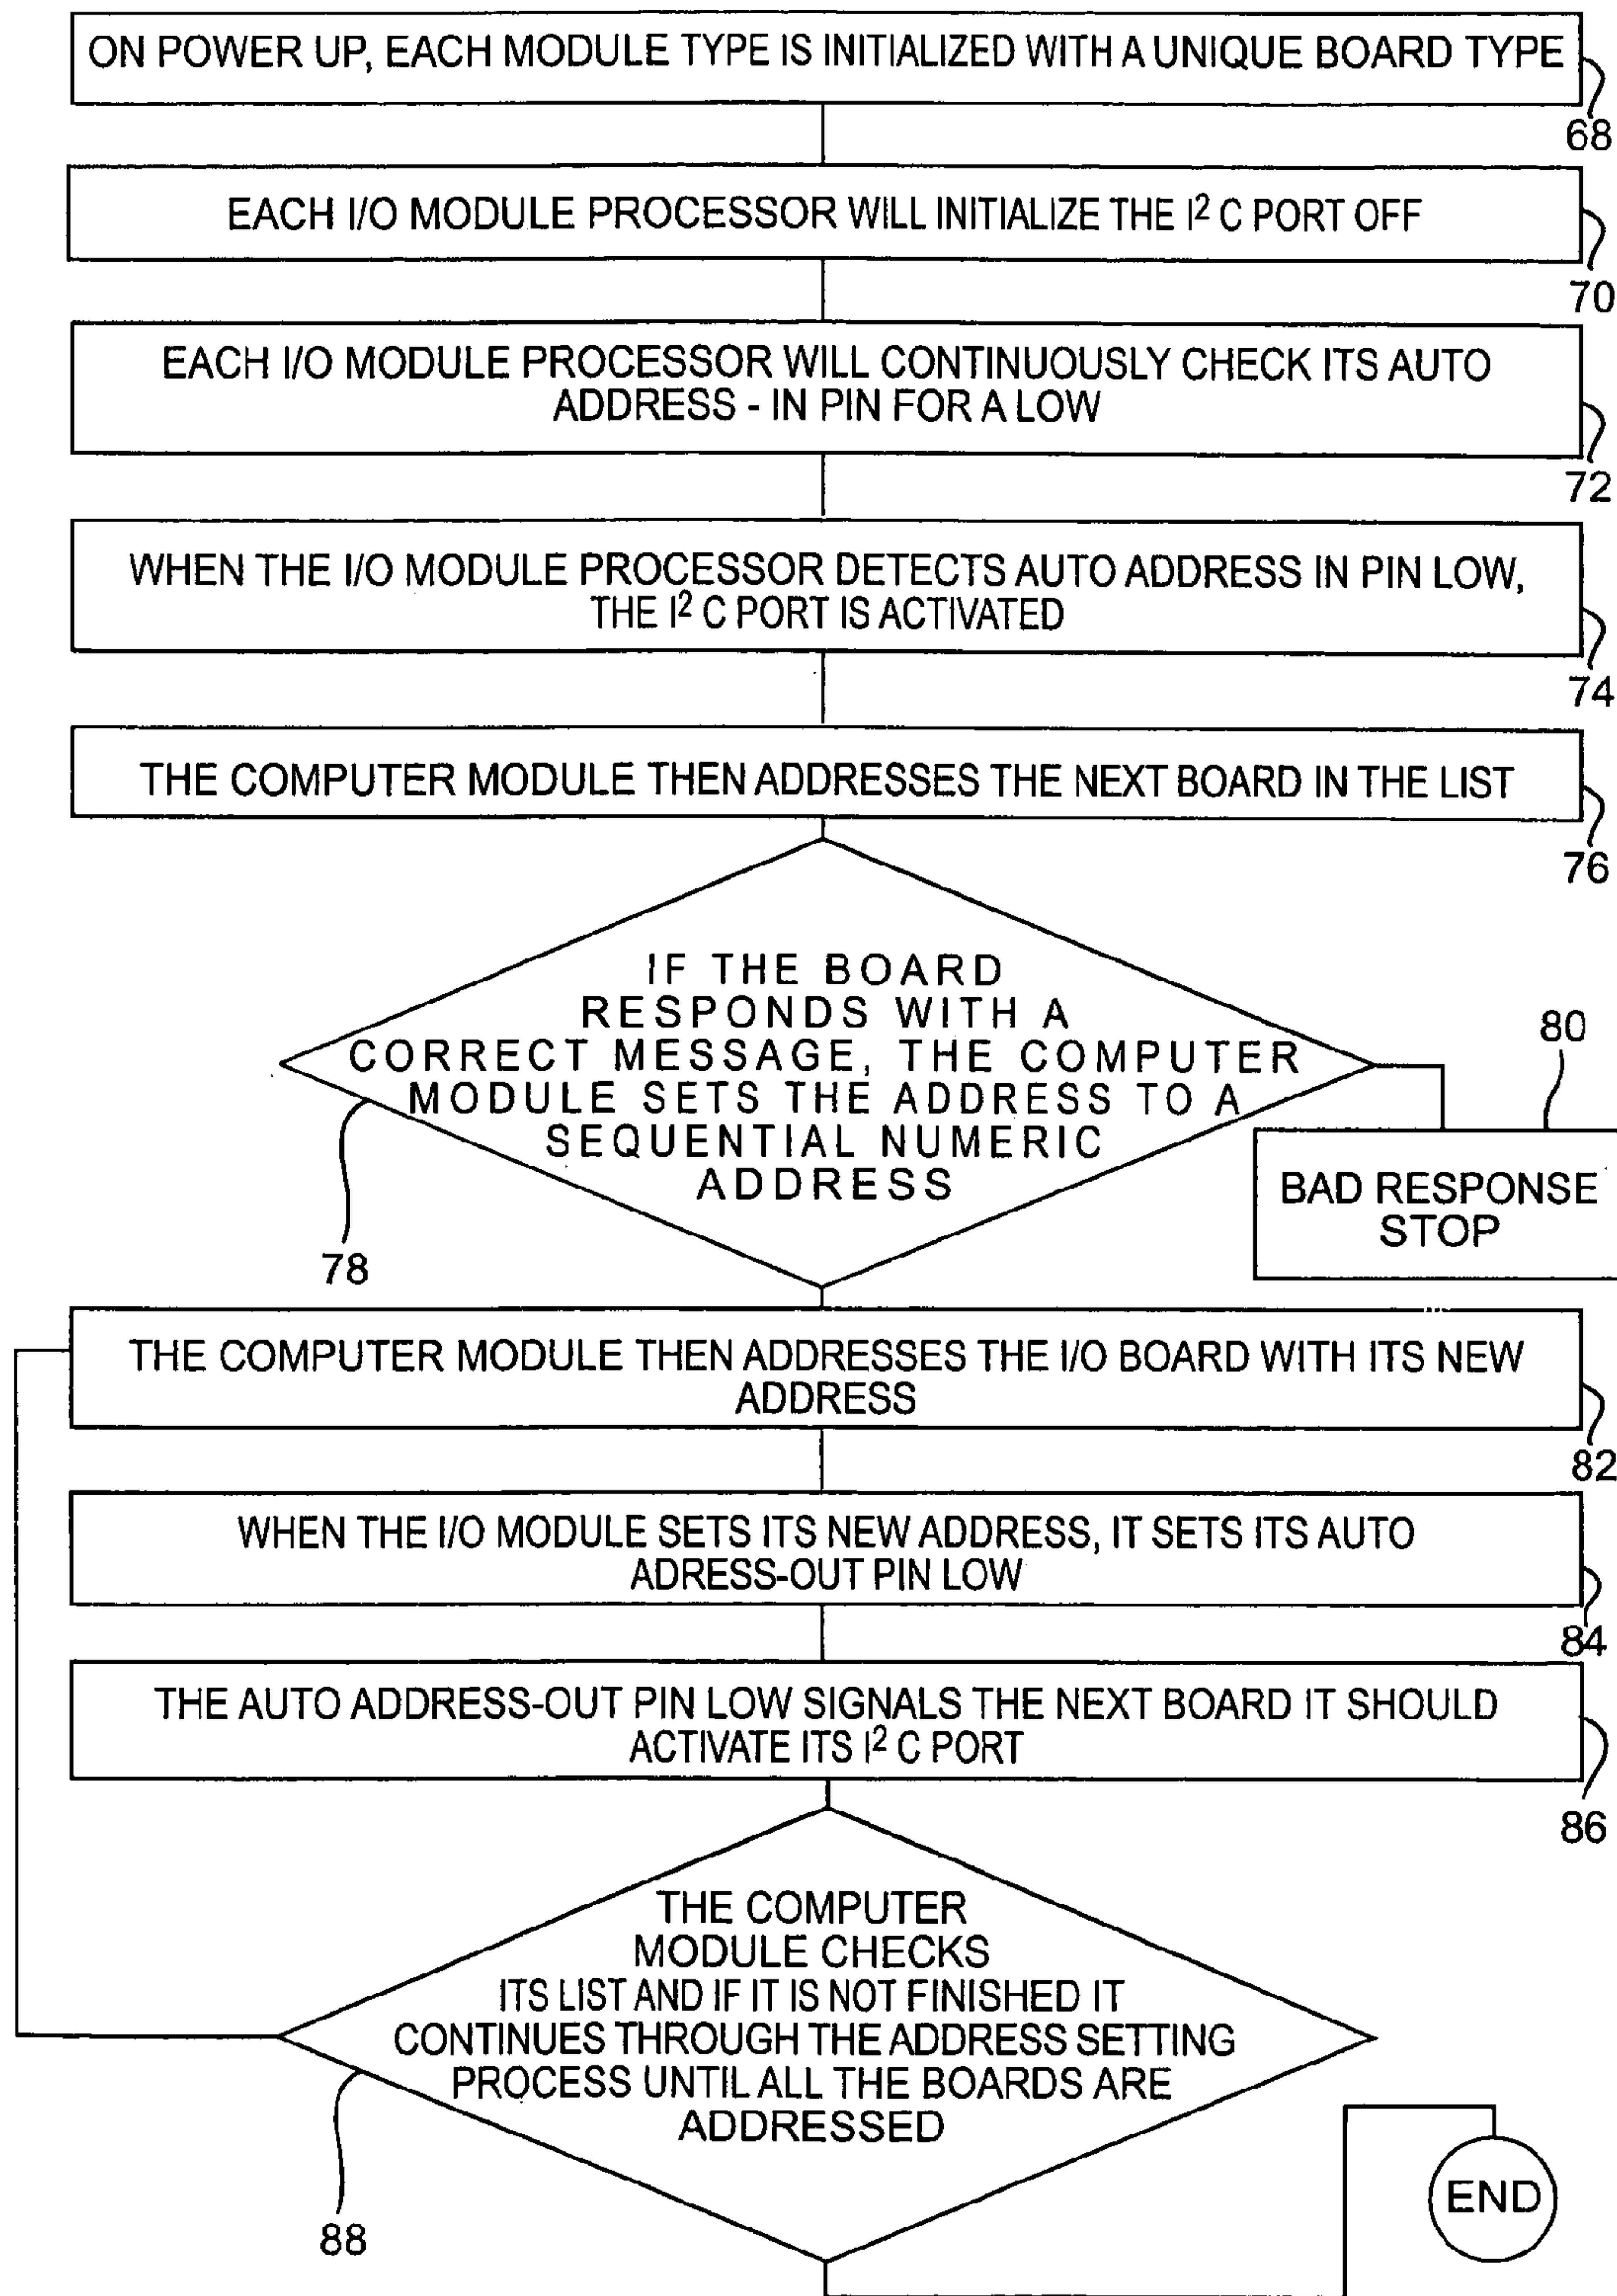 ON POWER UP, EACH MODULE TYPE IS INITIALIZED WITH A UNIQUE BOARD TYPE
68
EACH I/O MODULE PROCESSOR WILL INITIALIZE THE I² C PORT OFF
70
EACH I/O MODULE PROCESSOR WILL CONTINUOUSLY CHECK ITS AUTO
ADDRESS - IN PIN FOR A LOW
72
WHEN THE I/O MODULE PROCESSOR DETECTS AUTO ADDRESS IN PIN LOW,
THE I² C PORT IS ACTIVATED
74
THE COMPUTER MODULE THEN ADDRESSES THE NEXT BOARD IN THE LIST
76
IF THE BOARD
RESPONDS WITH A
CORRECT MESSAGE, THE COMPUTER
MODULE SETS THE ADDRESS TO A
SEQUENTIAL NUMERIC
ADDRESS
78
80
BAD RESPONSE
STOP
THE COMPUTER MODULE THEN ADDRESSES THE I/O BOARD WITH ITS NEW
ADDRESS
82
WHEN THE I/O MODULE SETS ITS NEW ADDRESS, IT SETS ITS AUTO
ADRESS-OUT PIN LOW
84
THE AUTO ADDRESS-OUT PIN LOW SIGNALS THE NEXT BOARD IT SHOULD
ACTIVATE ITS I² C PORT
86
THE COMPUTER
MODULE CHECKS
ITS LIST AND IF IT IS NOT FINISHED IT
CONTINUES THROUGH THE ADDRESS SETTING
PROCESS UNTIL ALL THE BOARDS ARE
ADDRESSED
88
END